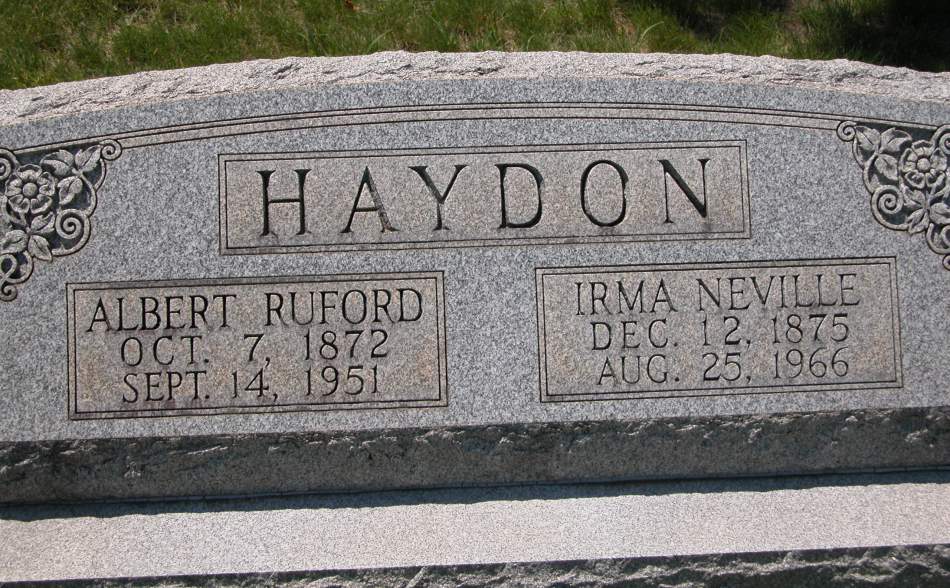 HAYDON
ALBERT RUFORD
OCT. 7, 1872
SEPT. 14, 1951
IRMA NEVILLE
DEC. 12, 1875
AUG. 25, 1966